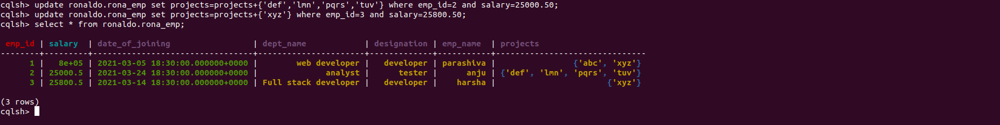 cqlsh> update ronaldo.rona_emp set projects=projects+{'def','lmn','pqrs','tuv'} where emp_id=2 and salary=25000.50;
cqlsh> update ronaldo.rona_emp set projects=projects+{'xyz'} where emp_id=3 and salary=25800.50;
cqlsh> select * from ronaldo.rona_emp;

 emp_id | salary  | date_of_joining                 | dept_name            | designation | emp_name  | projects
--------+---------+---------------------------------+----------------------+-------------+-----------+-------------------------------
      1 |   8e+05 | 2021-03-05 18:30:00.000000+0000 |        web developer |   developer | parashiva |                 {'abc', 'xyz'}
      2 | 25000.5 | 2021-03-24 18:30:00.000000+0000 |              analyst |      tester |      anju | {'def', 'lmn', 'pqrs', 'tuv'}
      3 | 25800.5 | 2021-03-14 18:30:00.000000+0000 | Full stack developer |   developer |    harsha |                        {'xyz'}

(3 rows)
cqlsh>